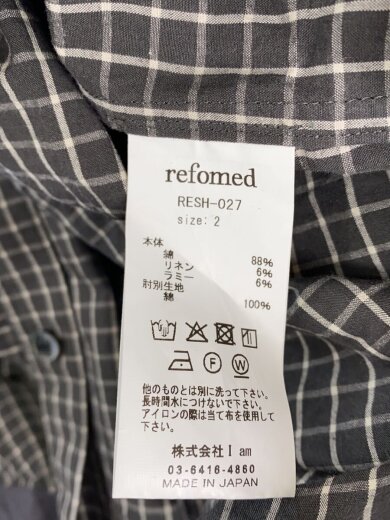 refomed
RESH-027
size: 2
本体
綿 88%
リネン 6%
ラミー 6%
肘別生地
綿 100%
他のものとは別に洗って下さい。
長時間水につけないで下さい。
アイロンの際は当て布を使用して
下さい。
株式会社I am
03-6416-4860
MADE IN JAPAN